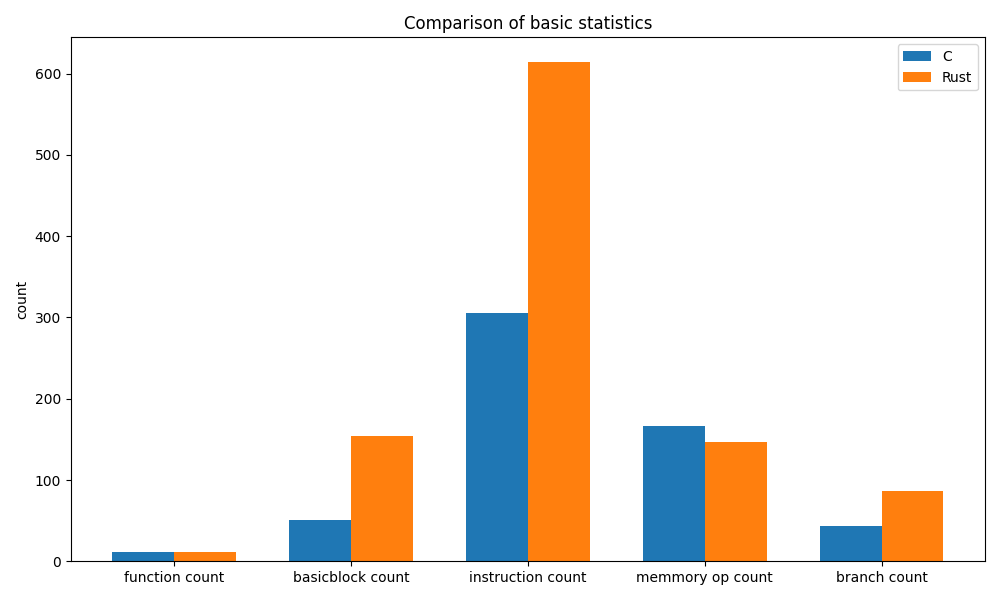 Comparison of basic statistics
C
Rust
600
500
400
300
200
100
0
count
function count
basicblock count
instruction count
memmory op count
branch count